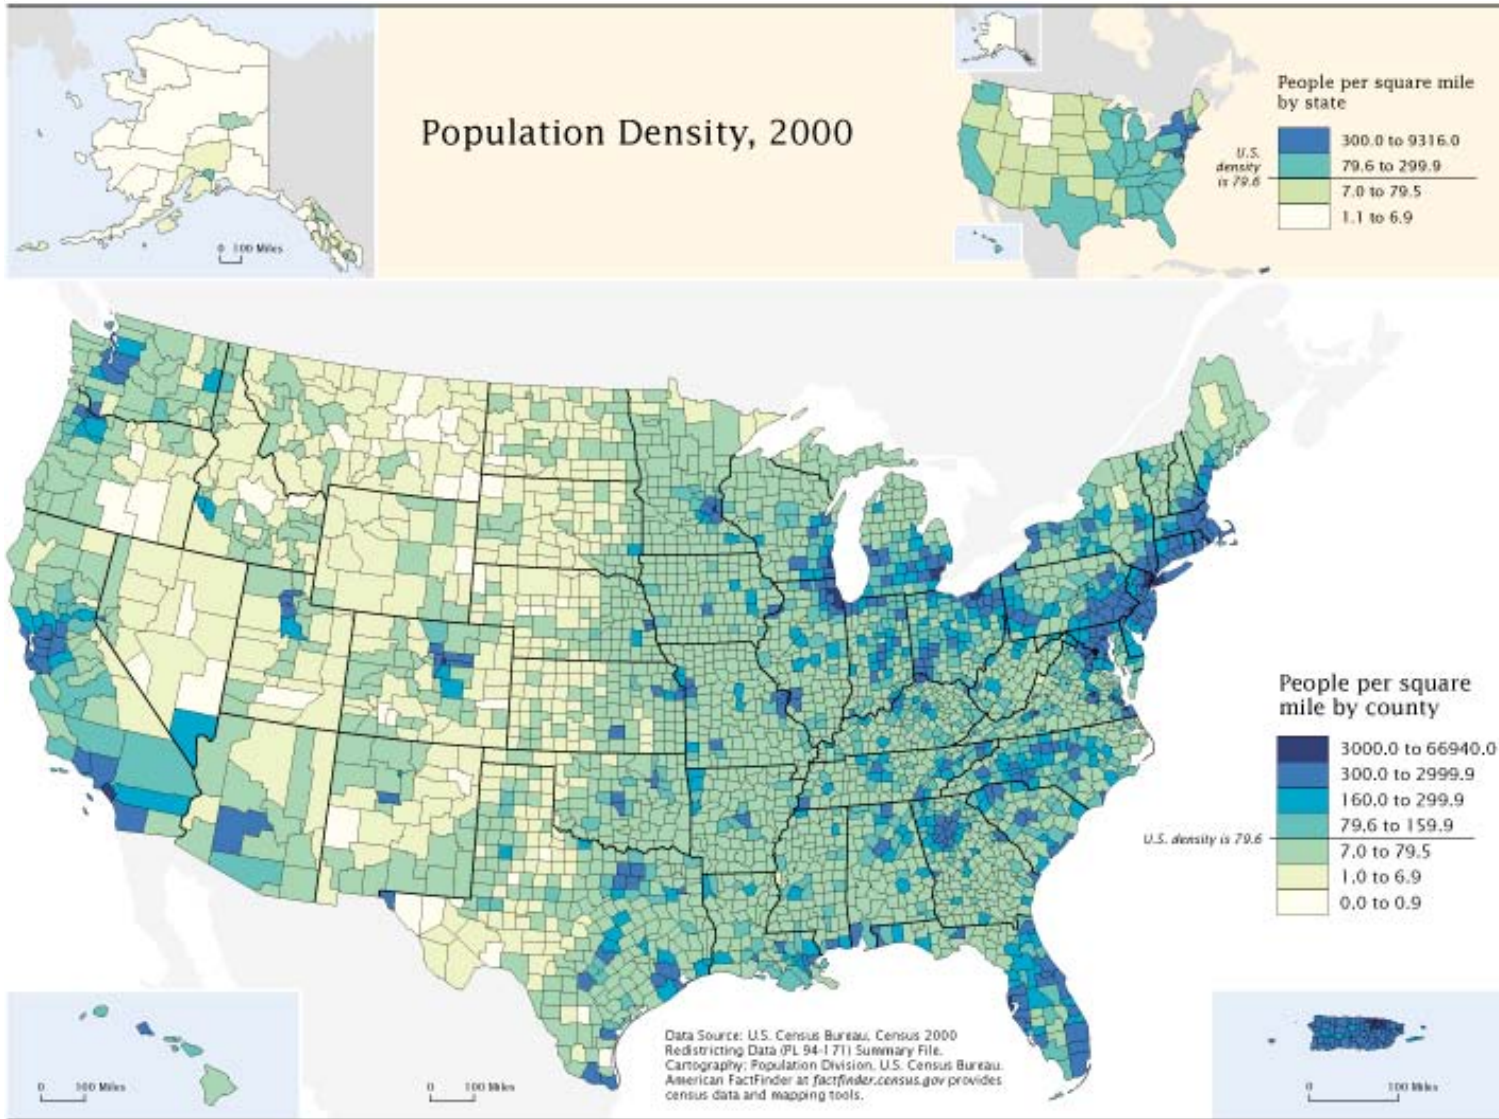 Population Density, 2000
0 100 Miles
People per square mile
by state
U.S.
density
is 79.6
300.0 to 9316.0
79.6 to 299.9
7.0 to 79.5
1.1 to 6.9
People per square
mile by county
3000.0 to 66940.0
300.0 to 2999.9
160.0 to 299.9
79.6 to 159.9
U.S. density is 79.6
7.0 to 79.5
1.0 to 6.9
0.0 to 0.9
Data Source: U.S. Census Bureau, Census 2000
Redistricting Data (PL 94-171) Summary File.
Cartography: Population Division, U.S. Census Bureau.
American FactFinder at factfinder.census.gov provides
census data and mapping tools.
0 100 Miles
0 100 Miles
0 100 Miles